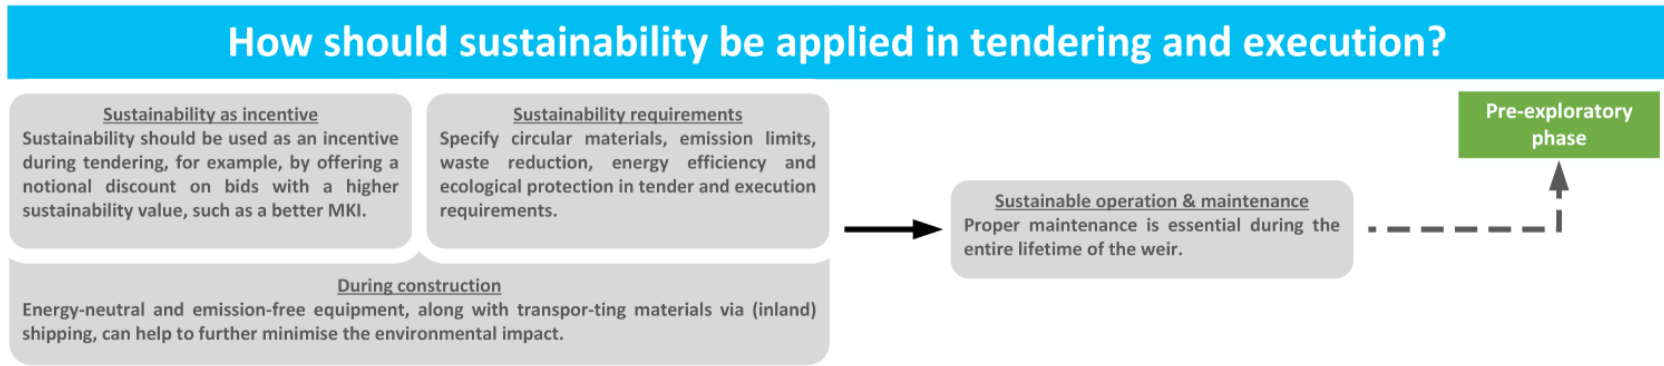 How should sustainability be applied in tendering and execution?
Sustainability as incentive
Sustainability should be used as an incentive
during tendering, for example, by offering a
notional discount on bids with a higher
sustainability value, such as a better MKI.
Sustainability requirements
Specify circular materials, emission limits,
waste reduction, energy efficiency and
ecological protection in tender and execution
requirements.
During construction
Energy-neutral and emission-free equipment, along with transpor-ting materials via (inland)
shipping, can help to further minimise the environmental impact.
Sustainable operation & maintenance
Proper maintenance is essential during the
entire lifetime of the weir.
Pre-exploratory
phase